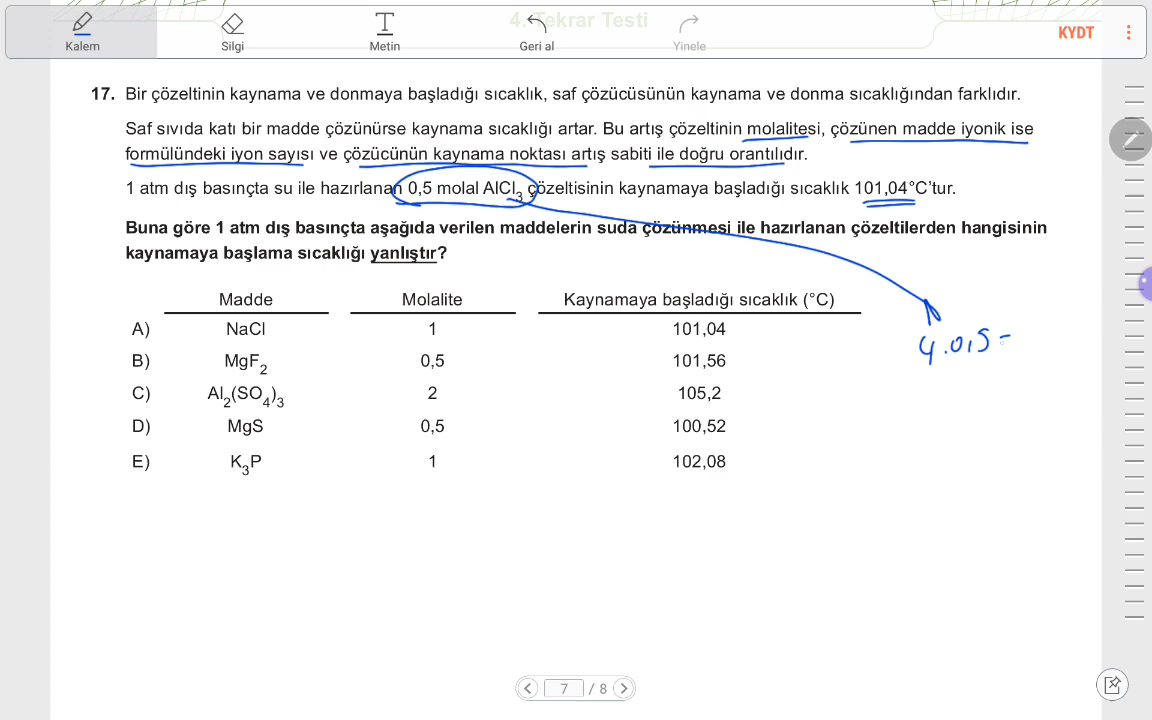 4. Tekrar Testi
Kalem
Silgi
Metin
Geri al
Yinele
KYDT
17. Bir çözeltinin kaynama ve donmaya başladığı sıcaklık, saf çözücüsünün kaynama ve donma sıcaklığından farklıdır.
Saf sıvıda katı bir madde çözünürse kaynama sıcaklığı artar. Bu artış çözeltinin molalitesi, çözünen madde iyonik ise
formülündeki iyon sayısı ve çözücünün kaynama noktası artış sabiti ile doğru orantılıdır.
1 atm dış basınçta su ile hazırlanan 0,5 molal AlCl3 çözeltisinin kaynamaya başladığı sıcaklık 101,04°C'tur.
Buna göre 1 atm dış basınçta aşağıda verilen maddelerin suda çözünmesi ile hazırlanan çözeltilerden hangisinin
kaynamaya başlama sıcaklığı yanlıştır?
Madde Molalite Kaynamaya başladığı sıcaklık (°C)
A) NaCl 1 101,04
B) MgF2 0,5 101,56
C) Al2(SO4)3 2 105,2
D) MgS 0,5 100,52
E) K3P 1 102,08
4.0,5 =
7 / 8